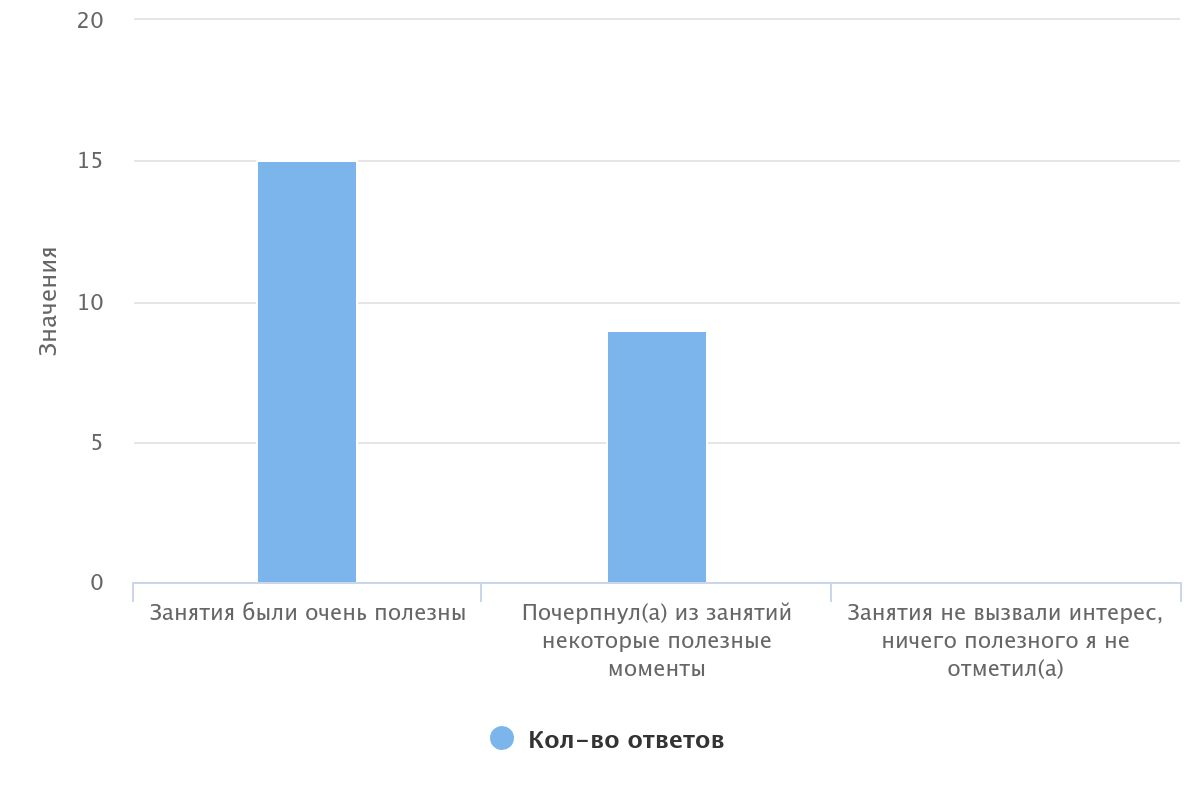 20
15
10
5
0
Значения
Занятия были очень полезны
Почерпнул(а) из занятий
некоторые полезные
моменты
Занятия не вызвали интерес,
ничего полезного я не
отметил(а)
Кол-во ответов